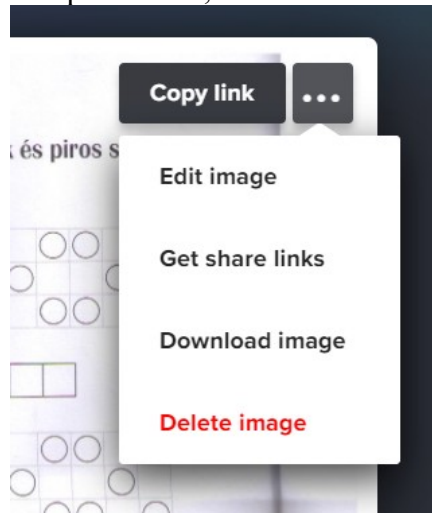 Copy link ...
és piros s
Edit image
Get share links
Download image
Delete image